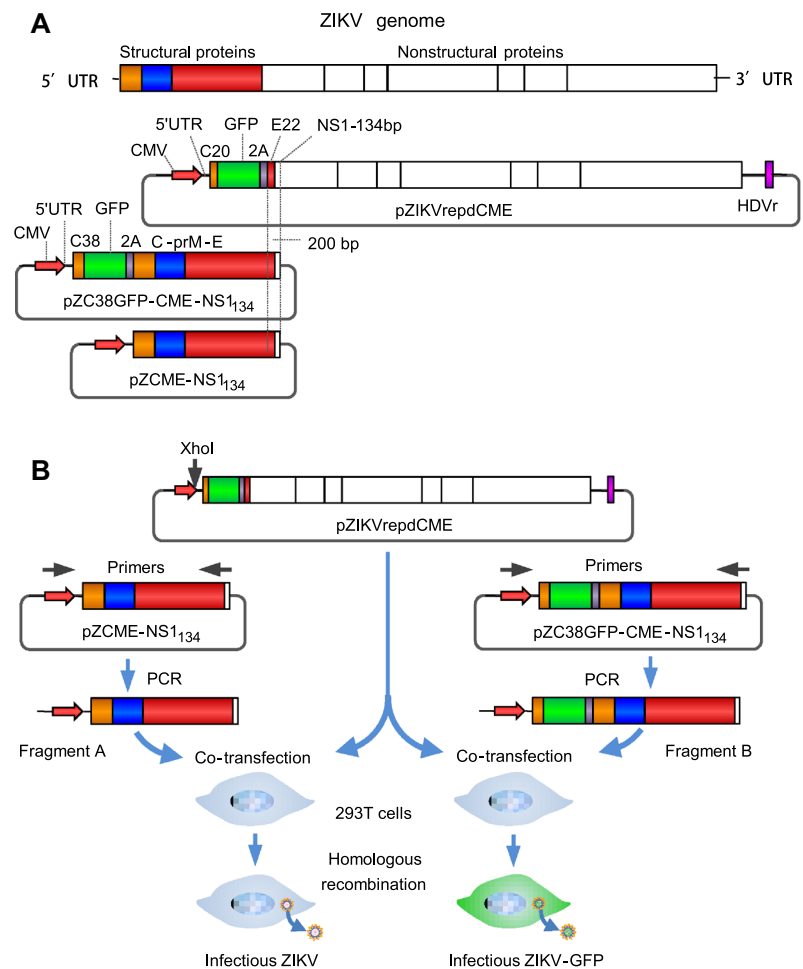 A
ZIKV genome
Structural proteins
Nonstructural proteins
5′ UTR
3′ UTR
5'UTR
GFP
E22
NS1-134bp
CMV
C20
2A
pZIKVrepdCME
HDVr
5'UTR
GFP
CMV
C38
2A
C-prM-E
200 bp
pZC38GFP-CME-NS1134
pZCME-NS1134
B
XhoI
pZIKVrepdCME
Primers
Primers
pZCME-NS1134
pZC38GFP-CME-NS1134
PCR
PCR
Fragment A
Co-transfection
Co-transfection
Fragment B
293T cells
Homologous
recombination
Infectious ZIKV
Infectious ZIKV-GFP